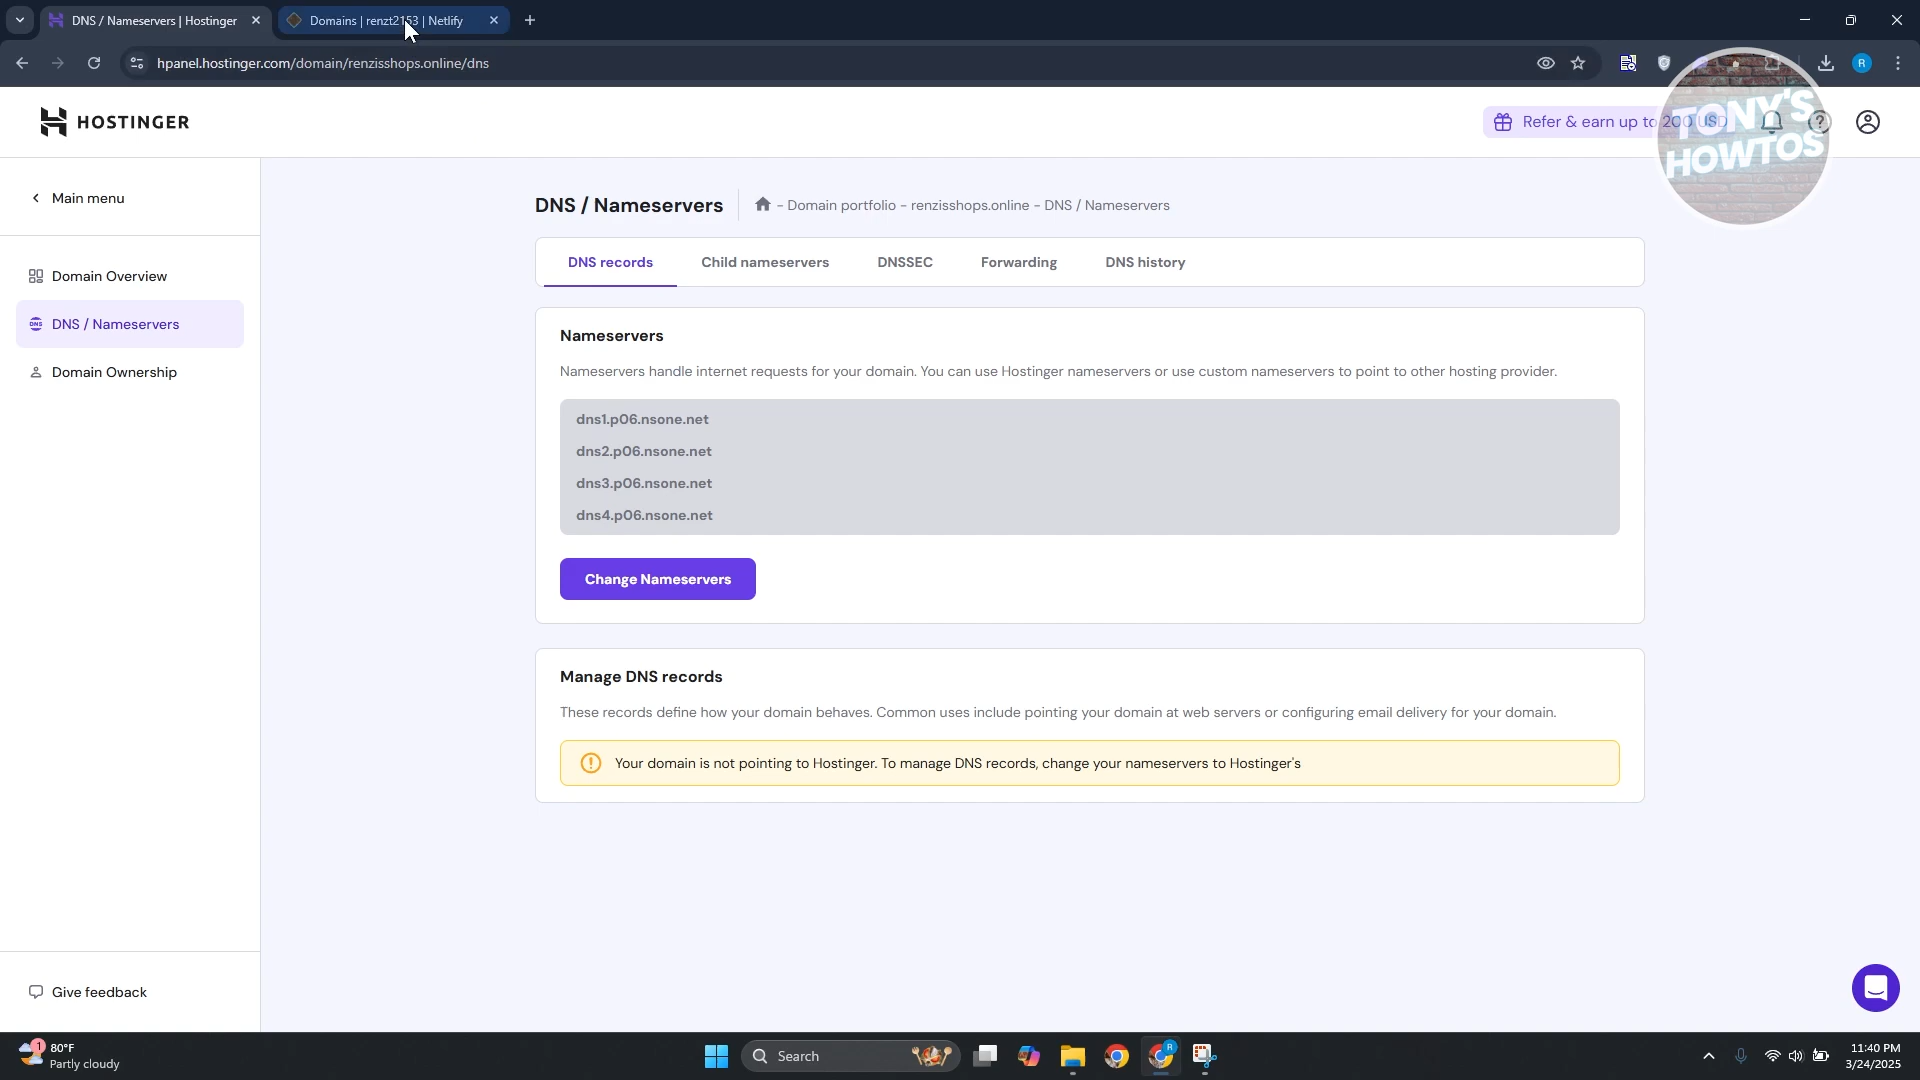 DNS / Nameservers | Hostinger
Domains | renzt2153 | Netlify
hpanel.hostinger.com/domain/renzisshops.online/dns
R
HOSTINGER
Refer & earn up to 200 USD
TONY'S
HOWTOS
Main menu
DNS / Nameservers
- Domain portfolio - renzisshops.online - DNS / Nameservers
DNS records
Child nameservers
DNSSEC
Forwarding
DNS history
Domain Overview
DNS / Nameservers
Domain Ownership
Nameservers
Nameservers handle internet requests for your domain. You can use Hostinger nameservers or use custom nameservers to point to other hosting provider.
dns1.p06.nsone.net
dns2.p06.nsone.net
dns3.p06.nsone.net
dns4.p06.nsone.net
Change Nameservers
Manage DNS records
These records define how your domain behaves. Common uses include pointing your domain at web servers or configuring email delivery for your domain.
Your domain is not pointing to Hostinger. To manage DNS records, change your nameservers to Hostinger's
Give feedback
1
80°F
Partly cloudy
Search
R
11:40 PM
3/24/2025